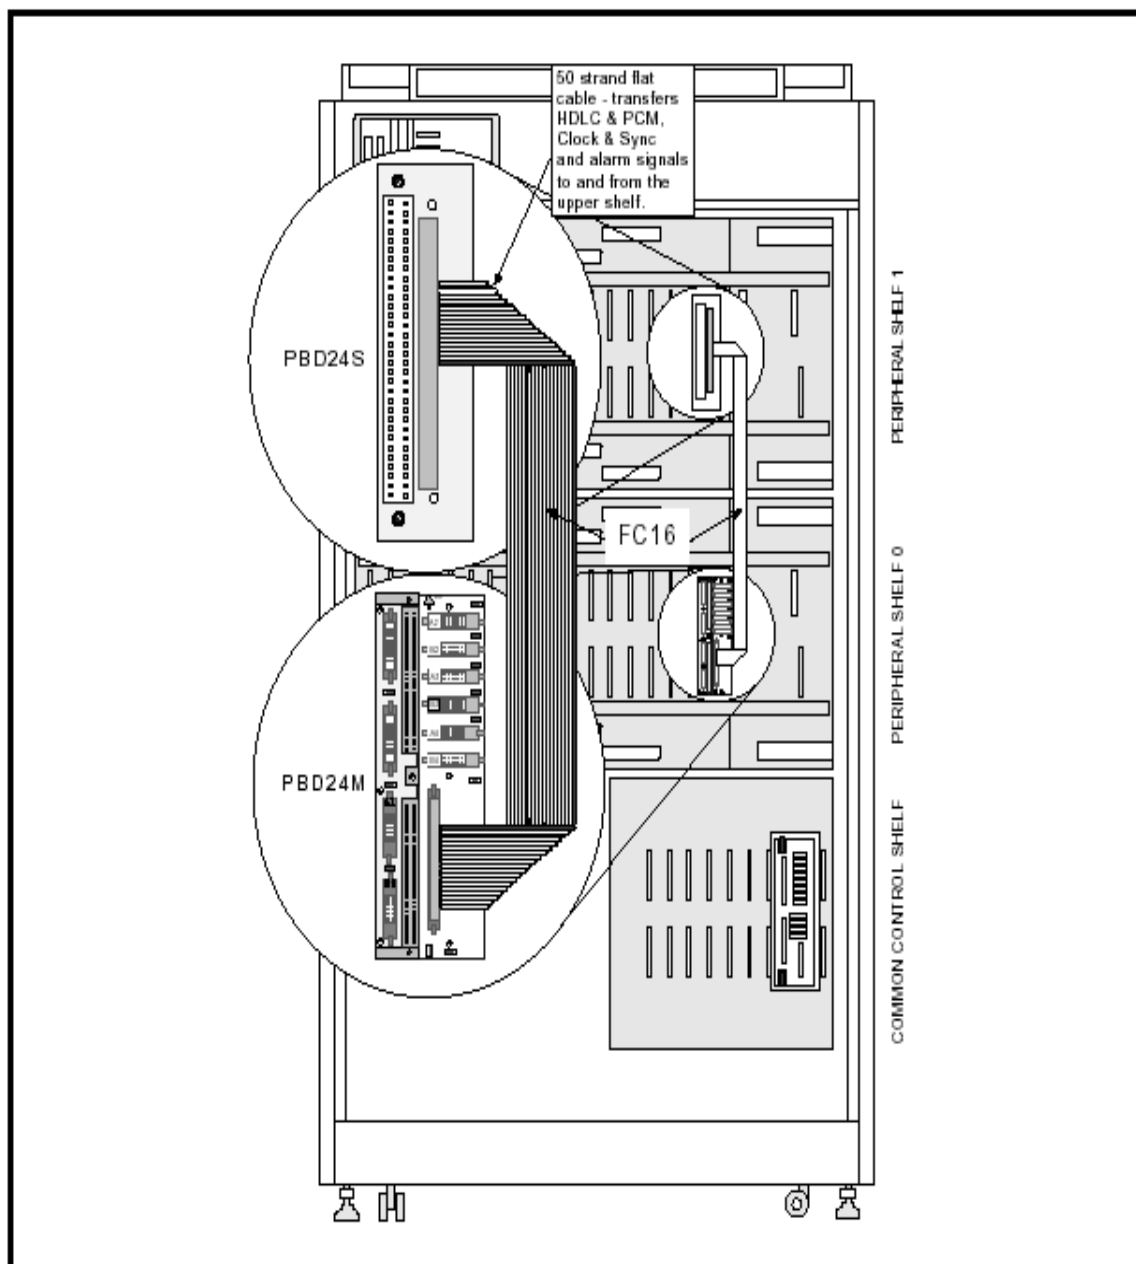 50 strand flat
cable - transfers
HDLC & PCM,
Clock & Sync
and alarm signals
to and from the
upper shelf.
PERIPHERAL SHELF 1
PBD24S
FC16
PERIPHERAL SHELF 0
PBD24M
COMMON CONTROL SHELF